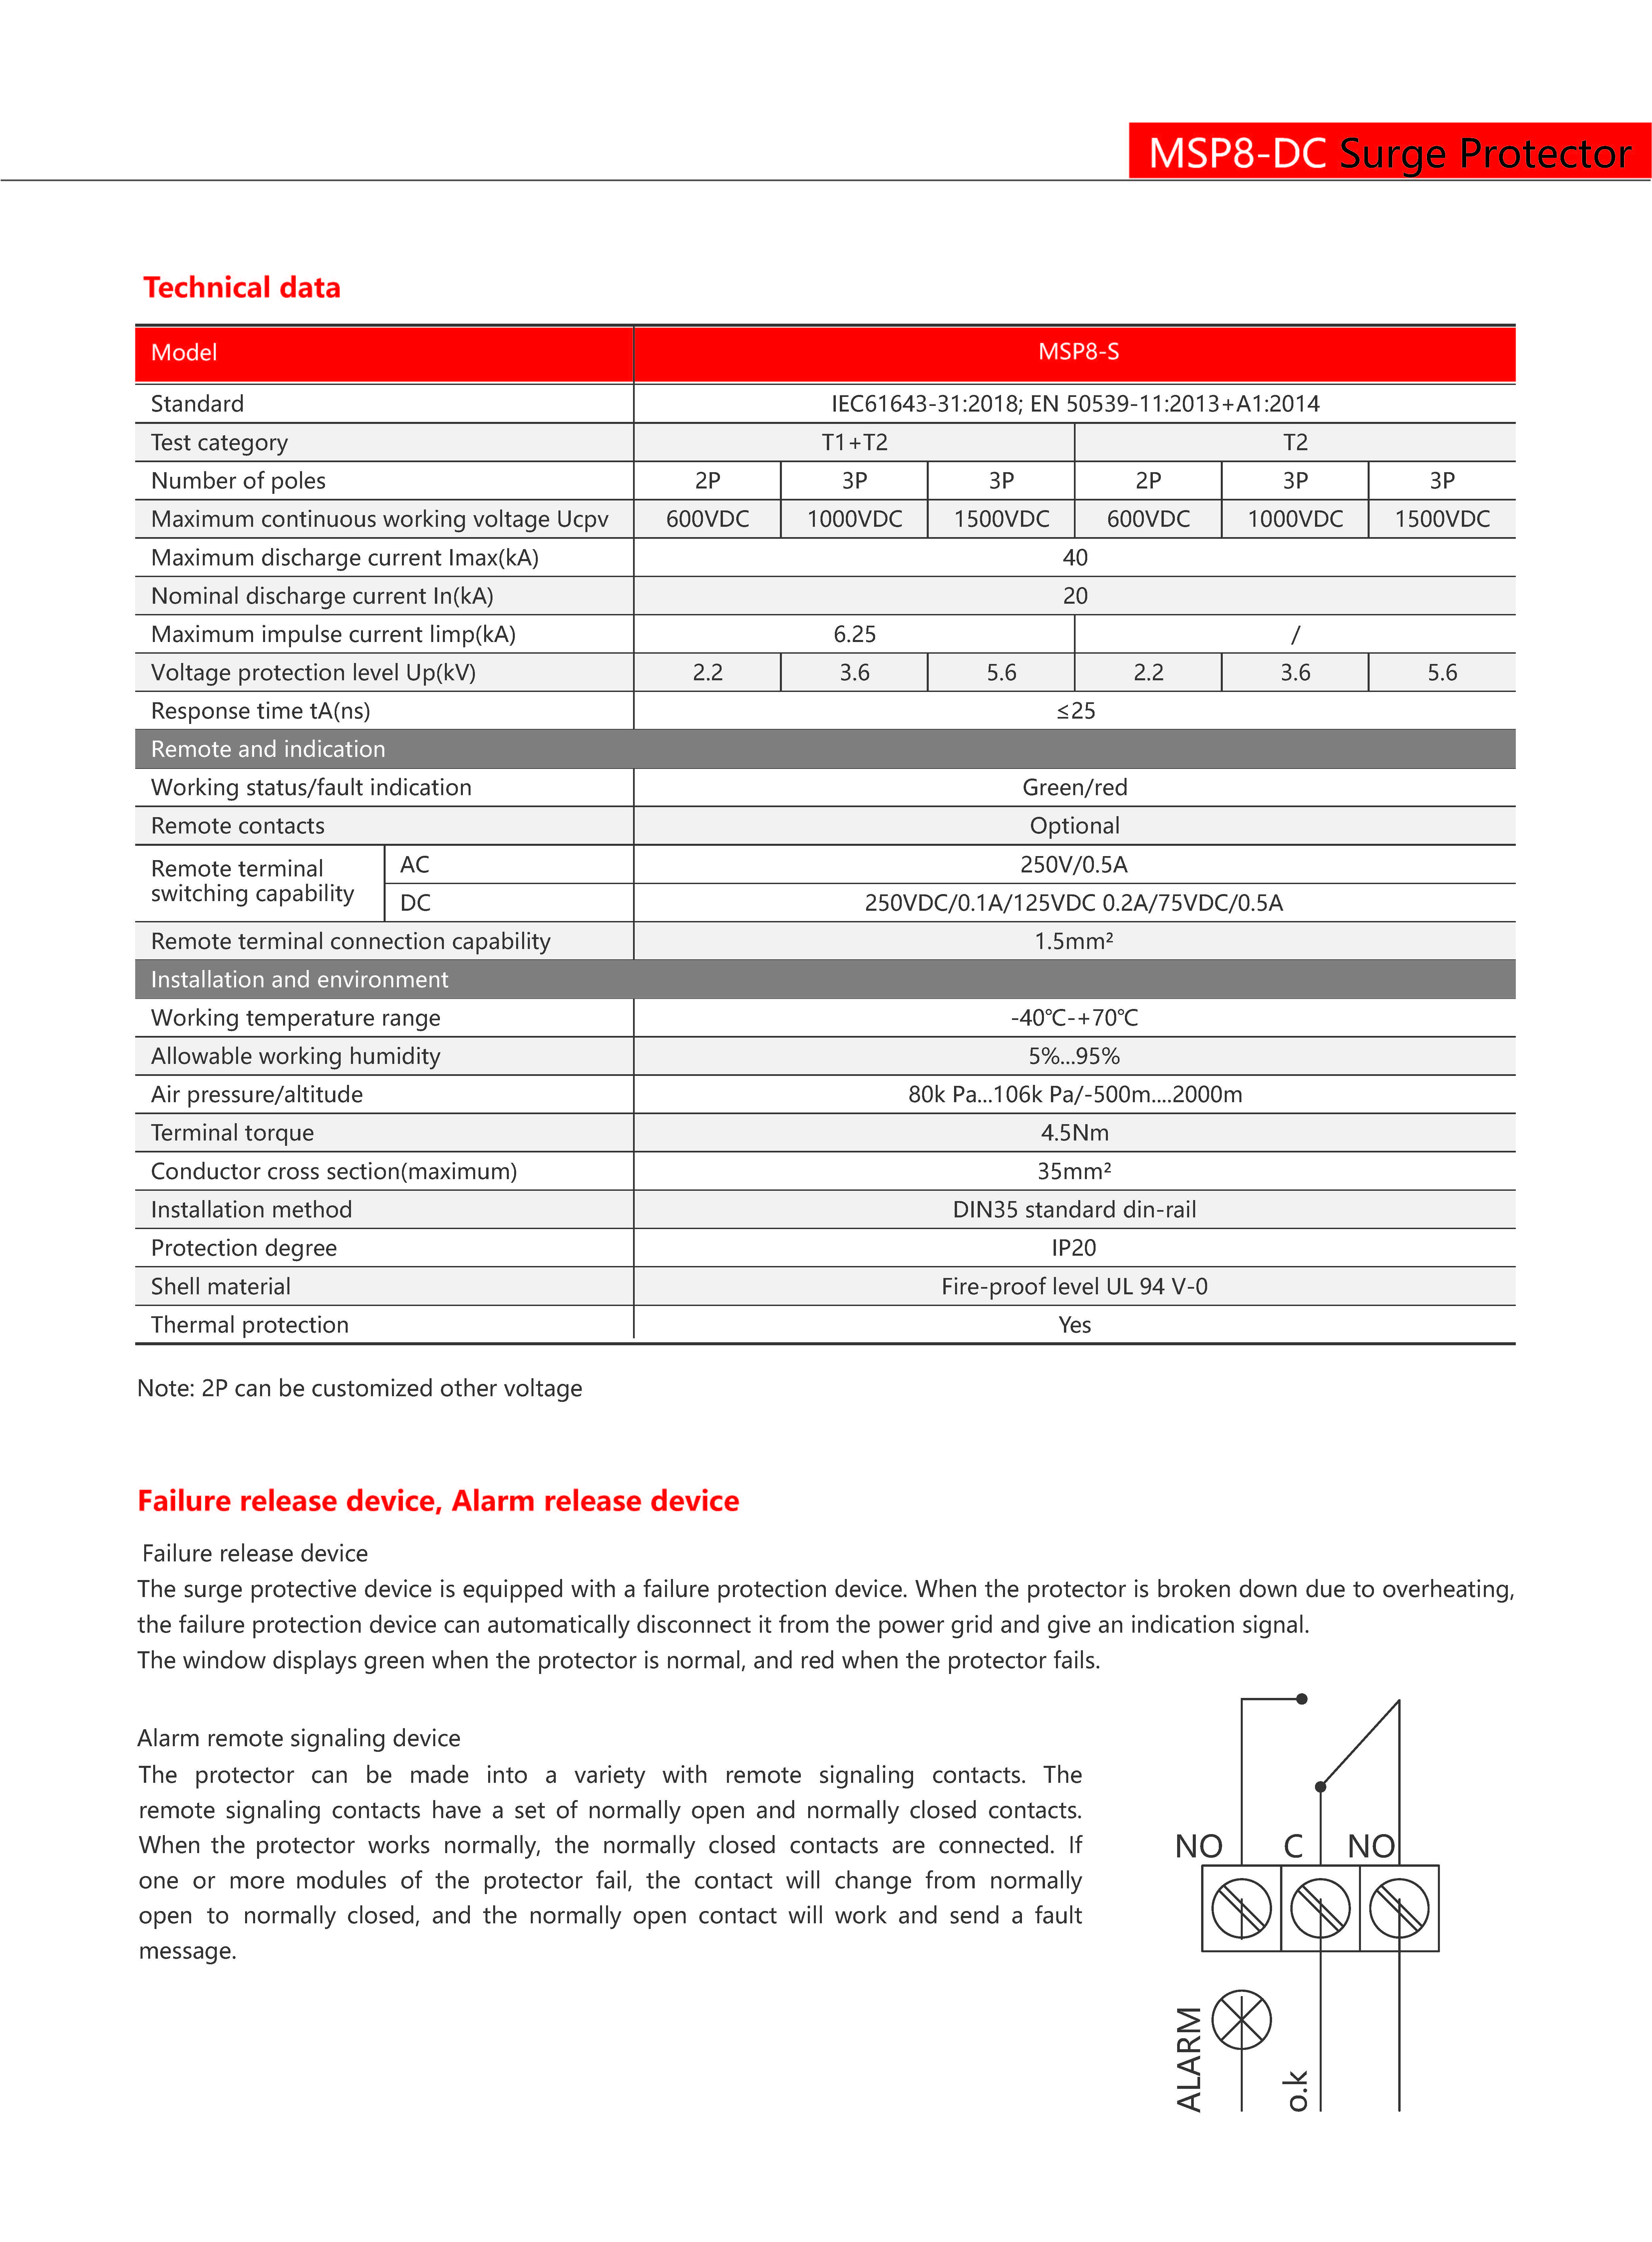 MSP8-DC Surge Protector
Technical data
Model MSP8-S
Standard IEC61643-31:2018; EN 50539-11:2013+A1:2014
Test category T1+T2 T2
Number of poles 2P 3P 3P 2P 3P 3P
Maximum continuous working voltage Ucpv 600VDC 1000VDC 1500VDC 600VDC 1000VDC 1500VDC
Maximum discharge current Imax(kA) 40
Nominal discharge current In(kA) 20
Maximum impulse current limp(kA) 6.25 /
Voltage protection level Up(kV) 2.2 3.6 5.6 2.2 3.6 5.6
Response time tA(ns) ≤25
Remote and indication
Working status/fault indication Green/red
Remote contacts Optional
Remote terminal switching capability AC 250V/0.5A
DC 250VDC/0.1A/125VDC 0.2A/75VDC/0.5A
Remote terminal connection capability 1.5mm²
Installation and environment
Working temperature range -40℃-+70℃
Allowable working humidity 5%...95%
Air pressure/altitude 80k Pa...106k Pa/-500m....2000m
Terminal torque 4.5Nm
Conductor cross section(maximum) 35mm²
Installation method DIN35 standard din-rail
Protection degree IP20
Shell material Fire-proof level UL 94 V-0
Thermal protection Yes
Note: 2P can be customized other voltage
Failure release device, Alarm release device
Failure release device
The surge protective device is equipped with a failure protection device. When the protector is broken down due to overheating,
the failure protection device can automatically disconnect it from the power grid and give an indication signal.
The window displays green when the protector is normal, and red when the protector fails.
Alarm remote signaling device
The protector can be made into a variety with remote signaling contacts. The
remote signaling contacts have a set of normally open and normally closed contacts.
When the protector works normally, the normally closed contacts are connected. If
one or more modules of the protector fail, the contact will change from normally
open to normally closed, and the normally open contact will work and send a fault
message.
NO C NO
ALARM
o.k